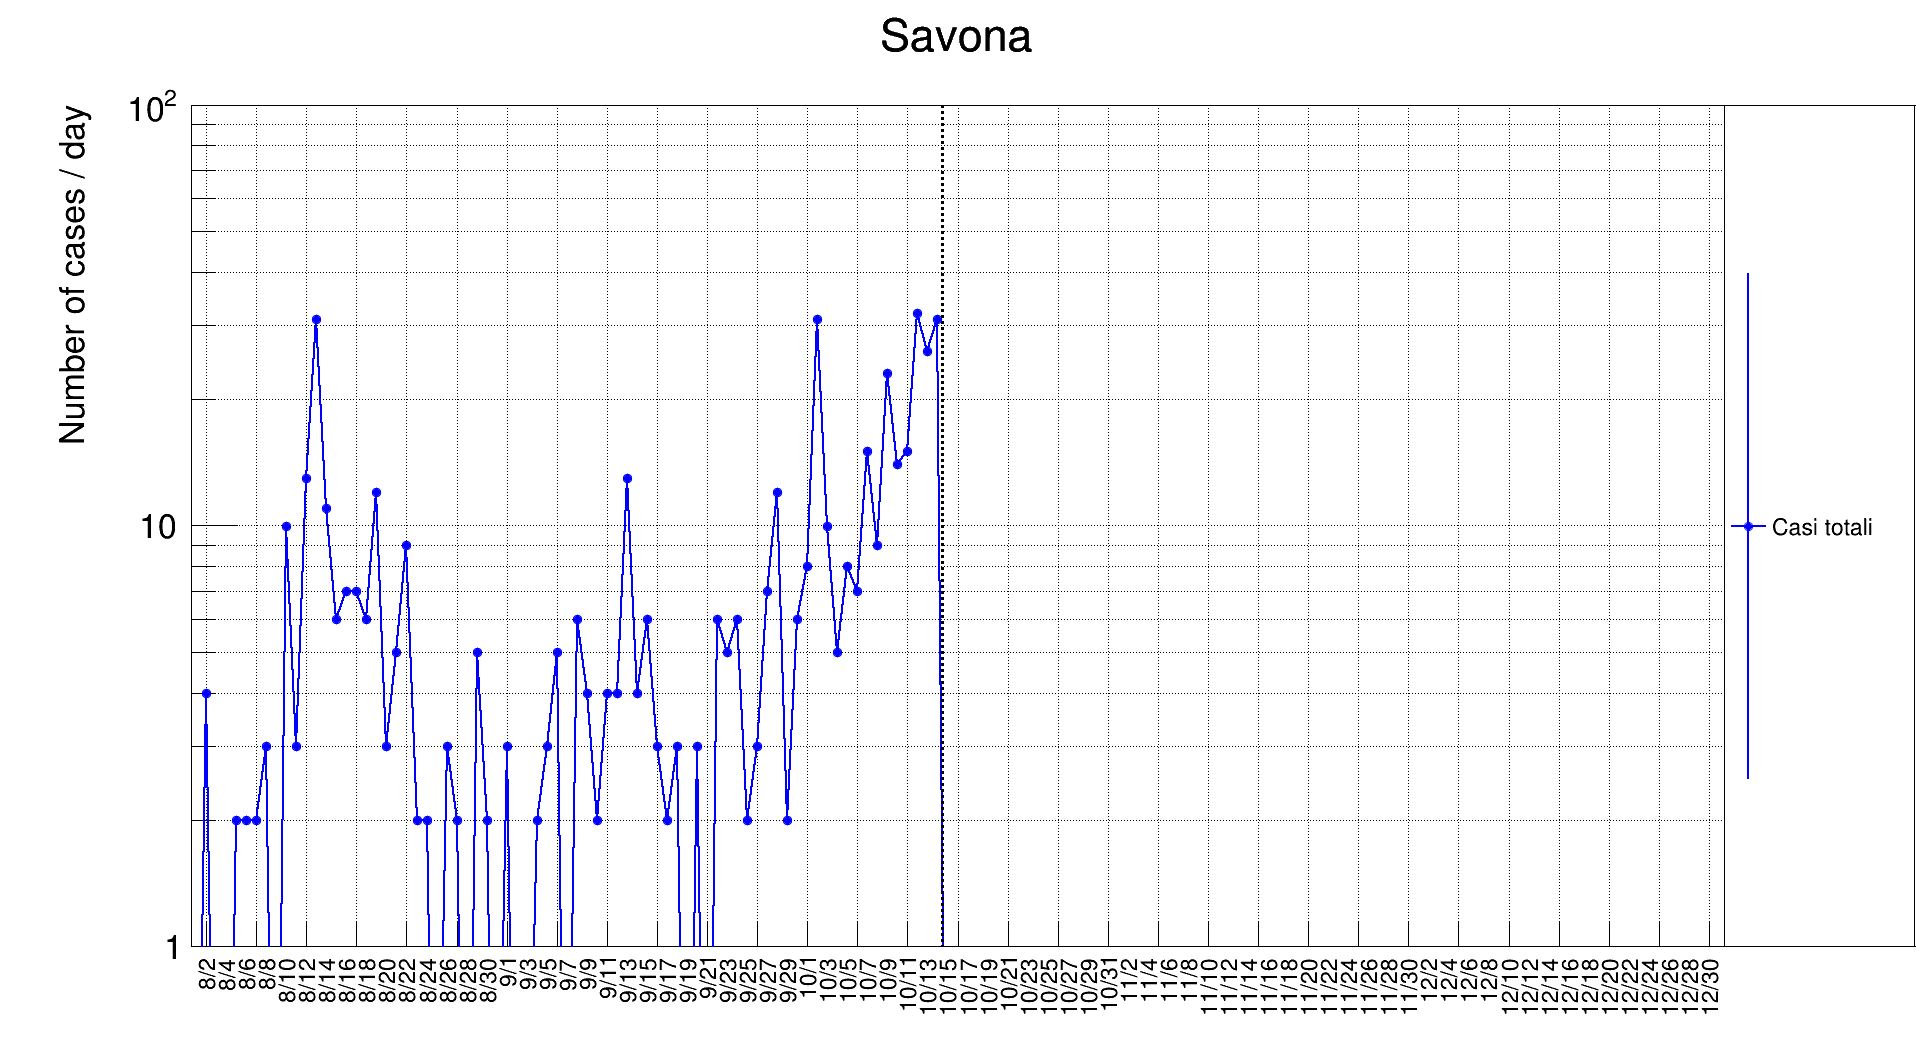 Savona
Number of cases / day
10²
10
1
8/2 8/4 8/6 8/8 8/10 8/12 8/14 8/16 8/18 8/20 8/22 8/24 8/26 8/28 8/30 9/1 9/3 9/5 9/7 9/9 9/11 9/13 9/15 9/17 9/19 9/21 9/23 9/25 9/27 9/29 10/1 10/3 10/5 10/7 10/9 10/11 10/13 10/15 10/17 10/19 10/21 10/23 10/25 10/27 10/29 10/31 11/2 11/4 11/6 11/8 11/10 11/12 11/14 11/16 11/18 11/20 11/22 11/24 11/26 11/28 11/30 12/2 12/4 12/6 12/8 12/10 12/12 12/14 12/16 12/18 12/20 12/22 12/24 12/26 12/28 12/30
Casi totali